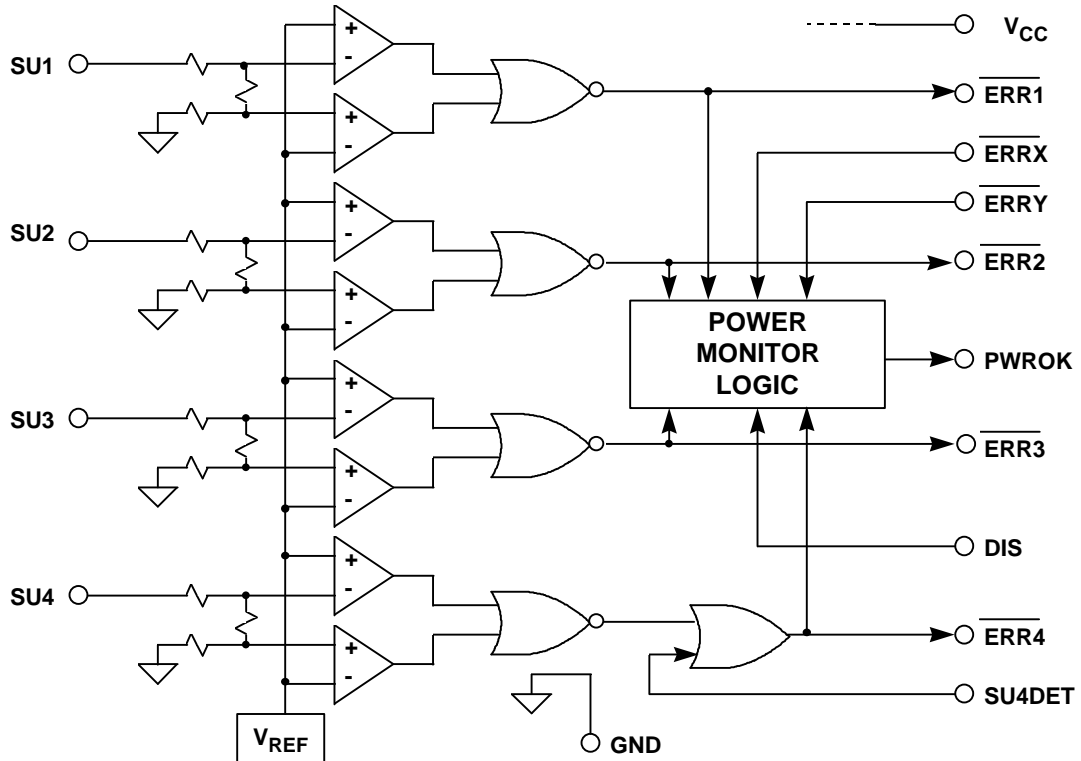 SU1
SU2
SU3
SU4
+
-
+
-
+
-
+
-
+
-
+
-
+
-
+
-
VREF
GND
POWER
MONITOR
LOGIC
VCC
ERR1
ERRX
ERRY
ERR2
PWROK
ERR3
DIS
ERR4
SU4DET